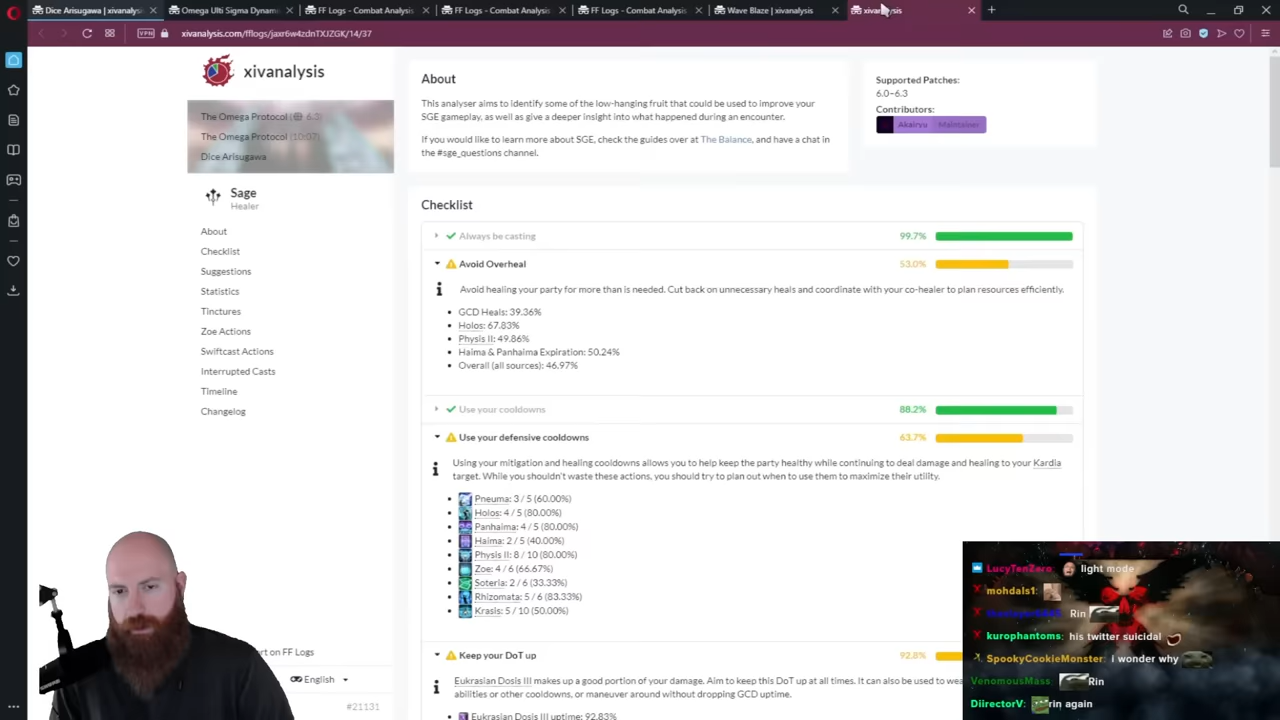 Dice Arisugawa | xivanalysis
Omega Ulti Sigma Dynam
FF Logs - Combat Analysis
FF Logs - Combat Analysis
FF Logs - Combat Analysis
Wave Blaze | xivanalysis
xivanalysis
VPN
xivanalysis.com/fflogs/jaxr6w4zdnTXJZGK/14/37
xivanalysis
The Omega Protocol (6.3)
The Omega Protocol (10:07)
Dice Arisugawa
Sage
Healer
About
Checklist
Suggestions
Statistics
Tinctures
Zoe Actions
Swiftcast Actions
Interrupted Casts
Timeline
Changelog
ort on FF Logs
English
#21131
About
This analyser aims to identify some of the low-hanging fruit that could be used to improve your
SGE gameplay, as well as give a deeper insight into what happened during an encounter.
If you would like to learn more about SGE, check the guides over at The Balance, and have a chat in
the #sge_questions channel.
Supported Patches:
6.0–6.3
Contributors:
Akairyu Maintainer
Checklist
Always be casting 99.7%
Avoid Overheal 53.0%
Avoid healing your party for more than is needed. Cut back on unnecessary heals and coordinate with your co-healer to plan resources efficiently.
GCD Heals: 39.36%
Holos: 67.83%
Physis II: 49.86%
Haima & Panhaima Expiration: 50.24%
Overall (all sources): 46.97%
Use your cooldowns 88.2%
Use your defensive cooldowns 63.7%
Using your mitigation and healing cooldowns allows you to help keep the party healthy while continuing to deal damage and healing to your Kardia
target. While you shouldn't waste these actions, you should try to plan out when to use them to maximize their utility.
Pneuma: 3 / 5 (60.00%)
Holos: 4 / 5 (80.00%)
Panhaima: 4 / 5 (80.00%)
Haima: 2 / 5 (40.00%)
Physis II: 8 / 10 (80.00%)
Zoe: 4 / 6 (66.67%)
Soteria: 2 / 6 (33.33%)
Rhizomata: 5 / 6 (83.33%)
Krasis: 5 / 10 (50.00%)
Keep your DoT up 92.8%
Eukrasian Dosis III makes up a good portion of your damage. Aim to keep this DoT up at all times. It can also be used to wea
abilities or other cooldowns, or maneuver around without dropping GCD uptime.
Eukrasian Dosis III uptime: 92.83%
LucyTenZero: light mode
mohdals1:
Rin
kurophantoms: his twitter suicidal
SpookyCookieMonster: i wonder why
VenomousMass: Rin
DiirectorV: rin again